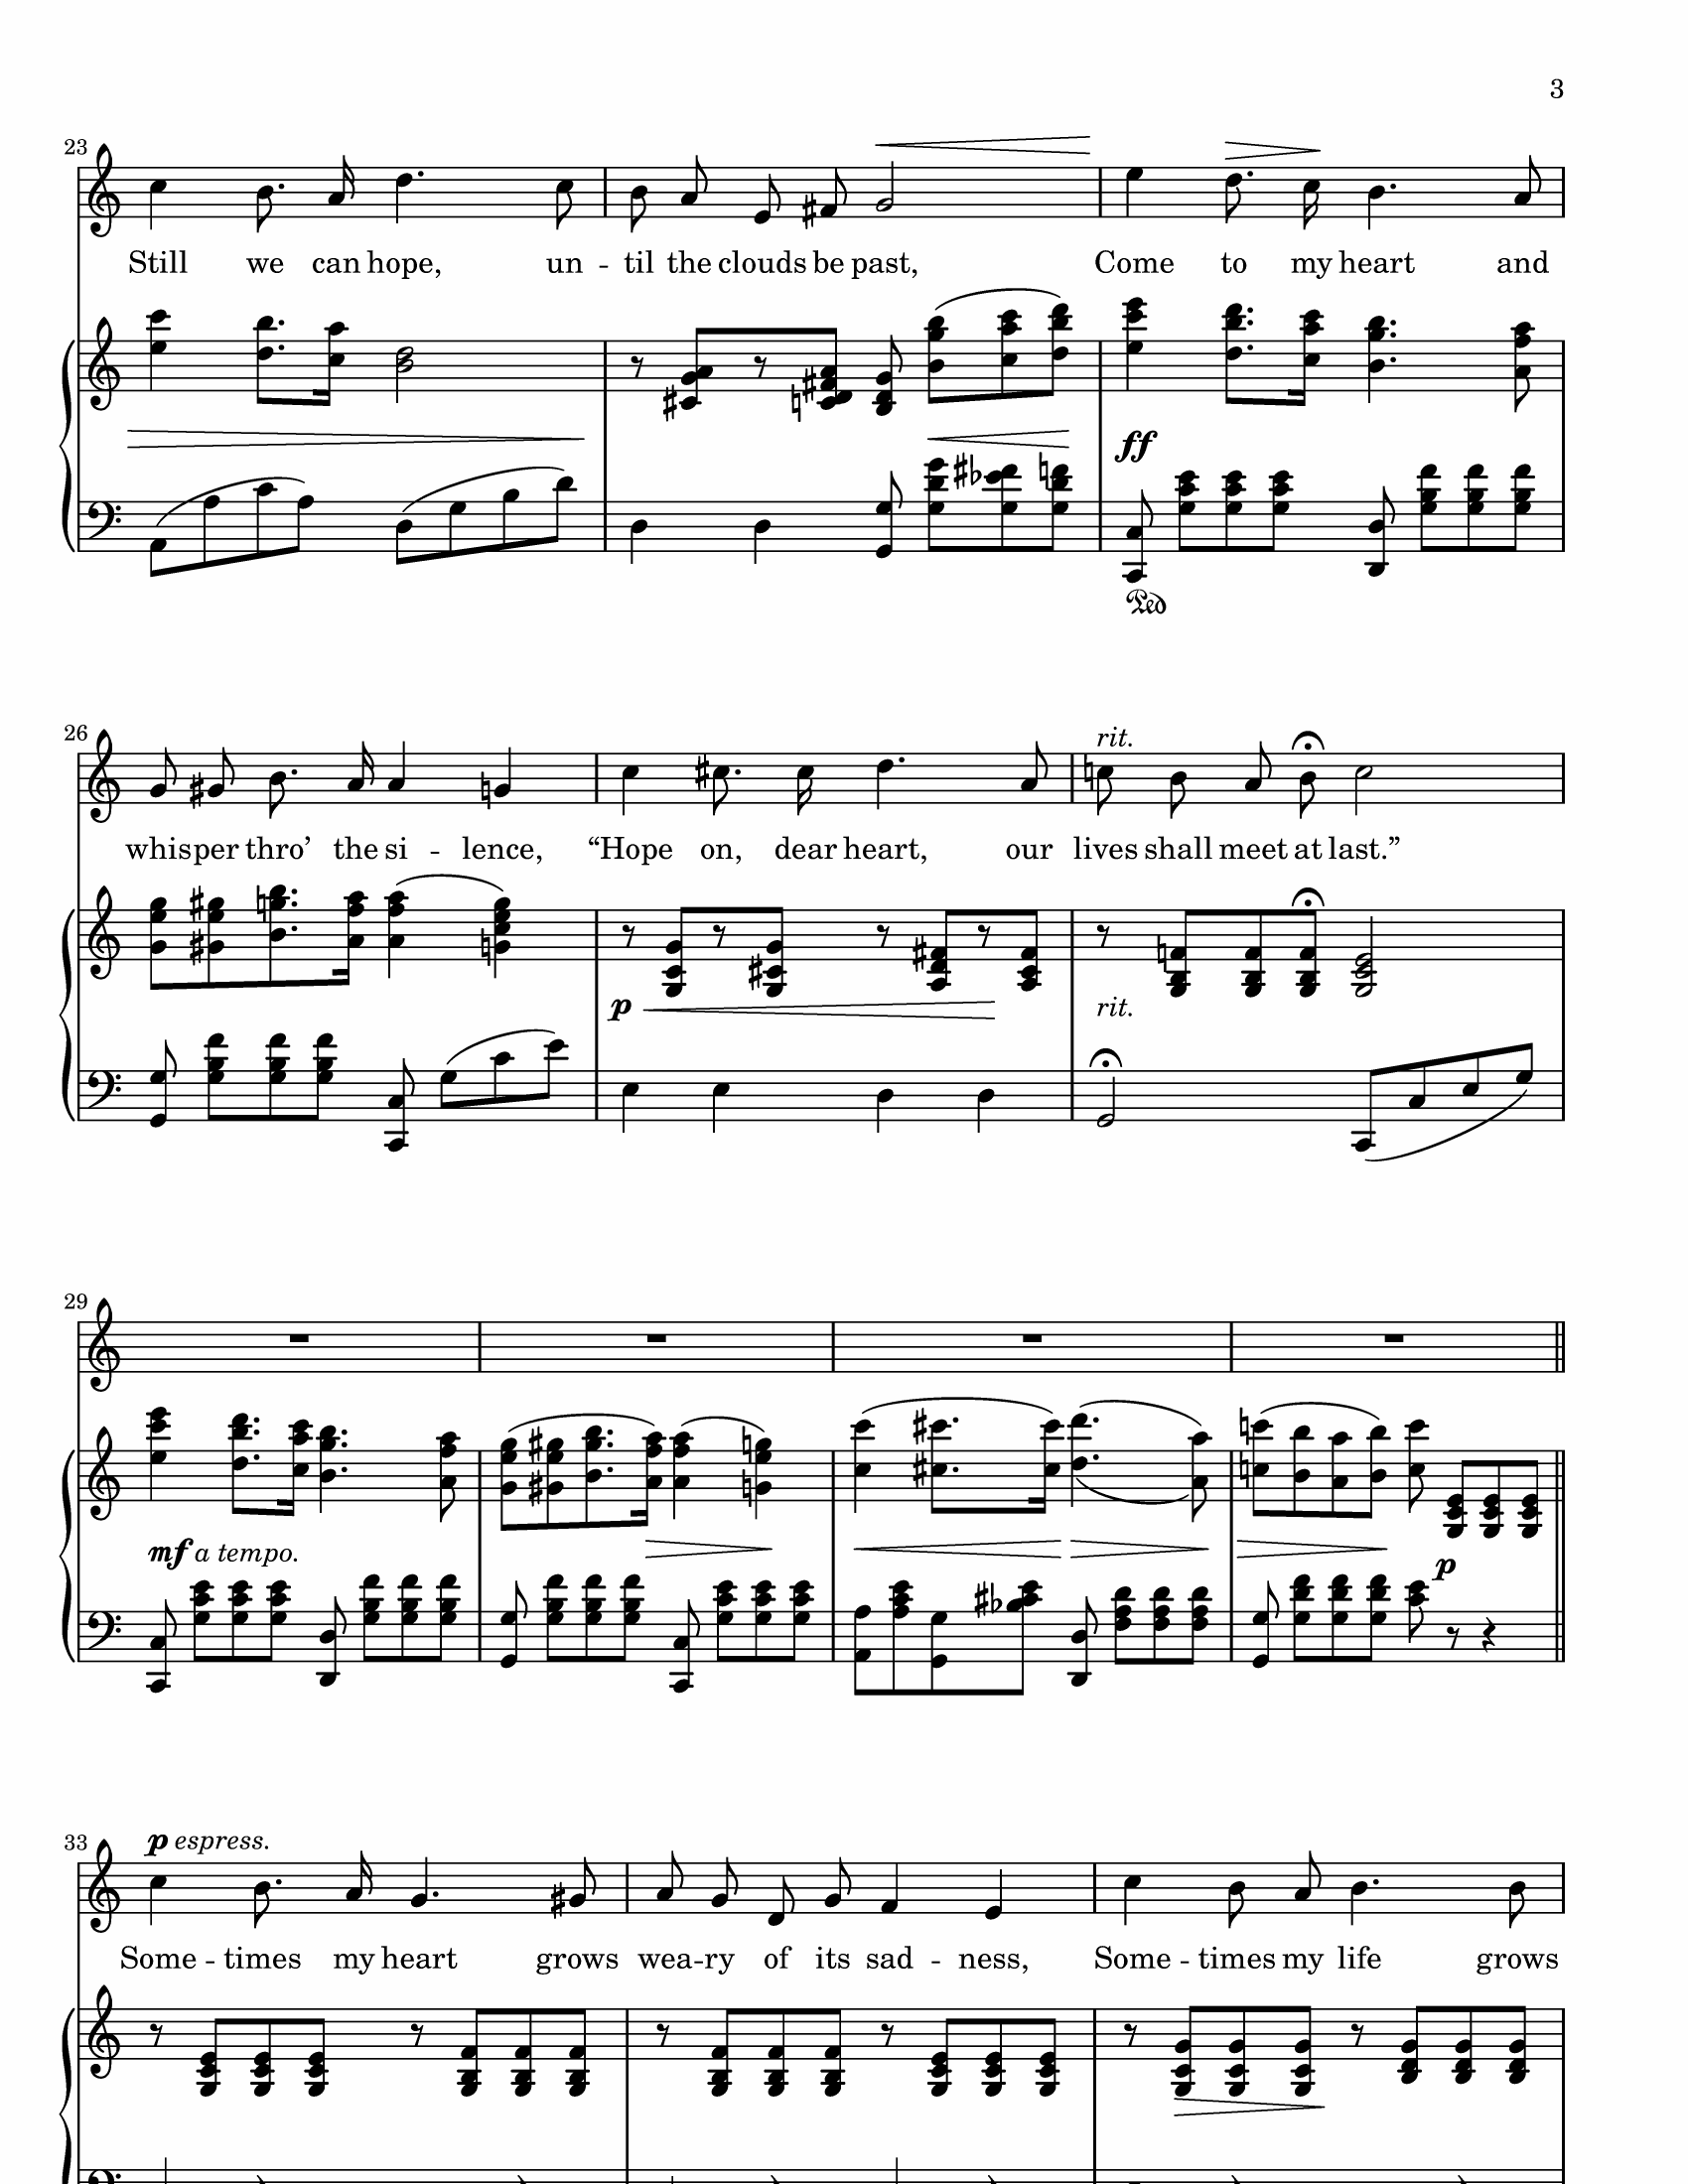 3
23
Still we can hope, un -- til the clouds be past, Come to my heart and
ff
Ped
26
rit.
whisper thro’ the si -- lence, “Hope on, dear heart, our lives shall meet at last.”
p
rit.
29
mf a tempo.
p
33
p espress.
Some -- times my heart grows wea -- ry of its sad -- ness, Some -- times my life grows